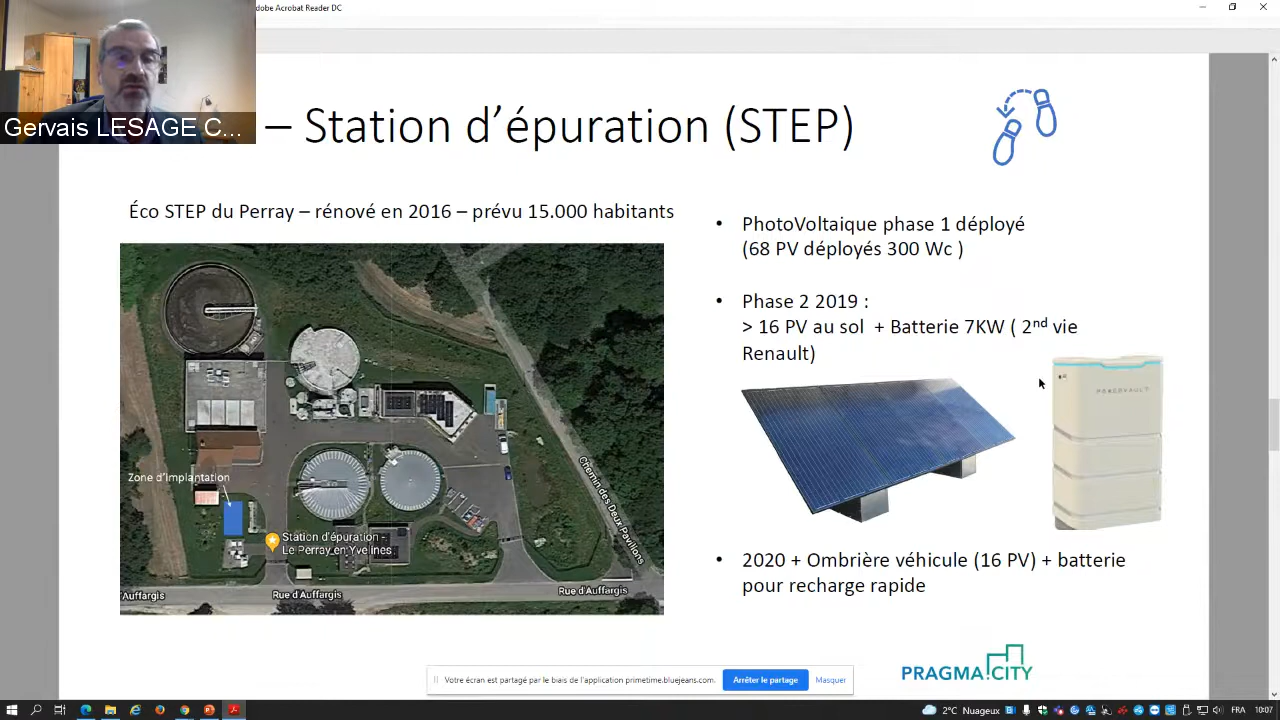 dobe Acrobat Reader DC
Gervais LESAGE C...
– Station d’épuration (STEP)
Éco STEP du Perray – rénové en 2016 – prévu 15.000 habitants
Zone d’implantation
Station d'épuration -
Le Perray en Yvelines
Chemin des Deux Pavillons
d'Auffargis
Rue d'Auffargis
Rue d'Auffargis
• PhotoVoltaique phase 1 déployé
(68 PV déployés 300 Wc )
• Phase 2 2019 :
> 16 PV au sol + Batterie 7KW ( 2nd vie
Renault)
POWERVAULT
• 2020 + Ombrière véhicule (16 PV) + batterie
pour recharge rapide
PRAGMA:CITY
Votre écran est partagé par le biais de l'application primetime.bluejeans.com.
Arrêter le partage
Masquer
2°C Nuageux
FRA
10:07